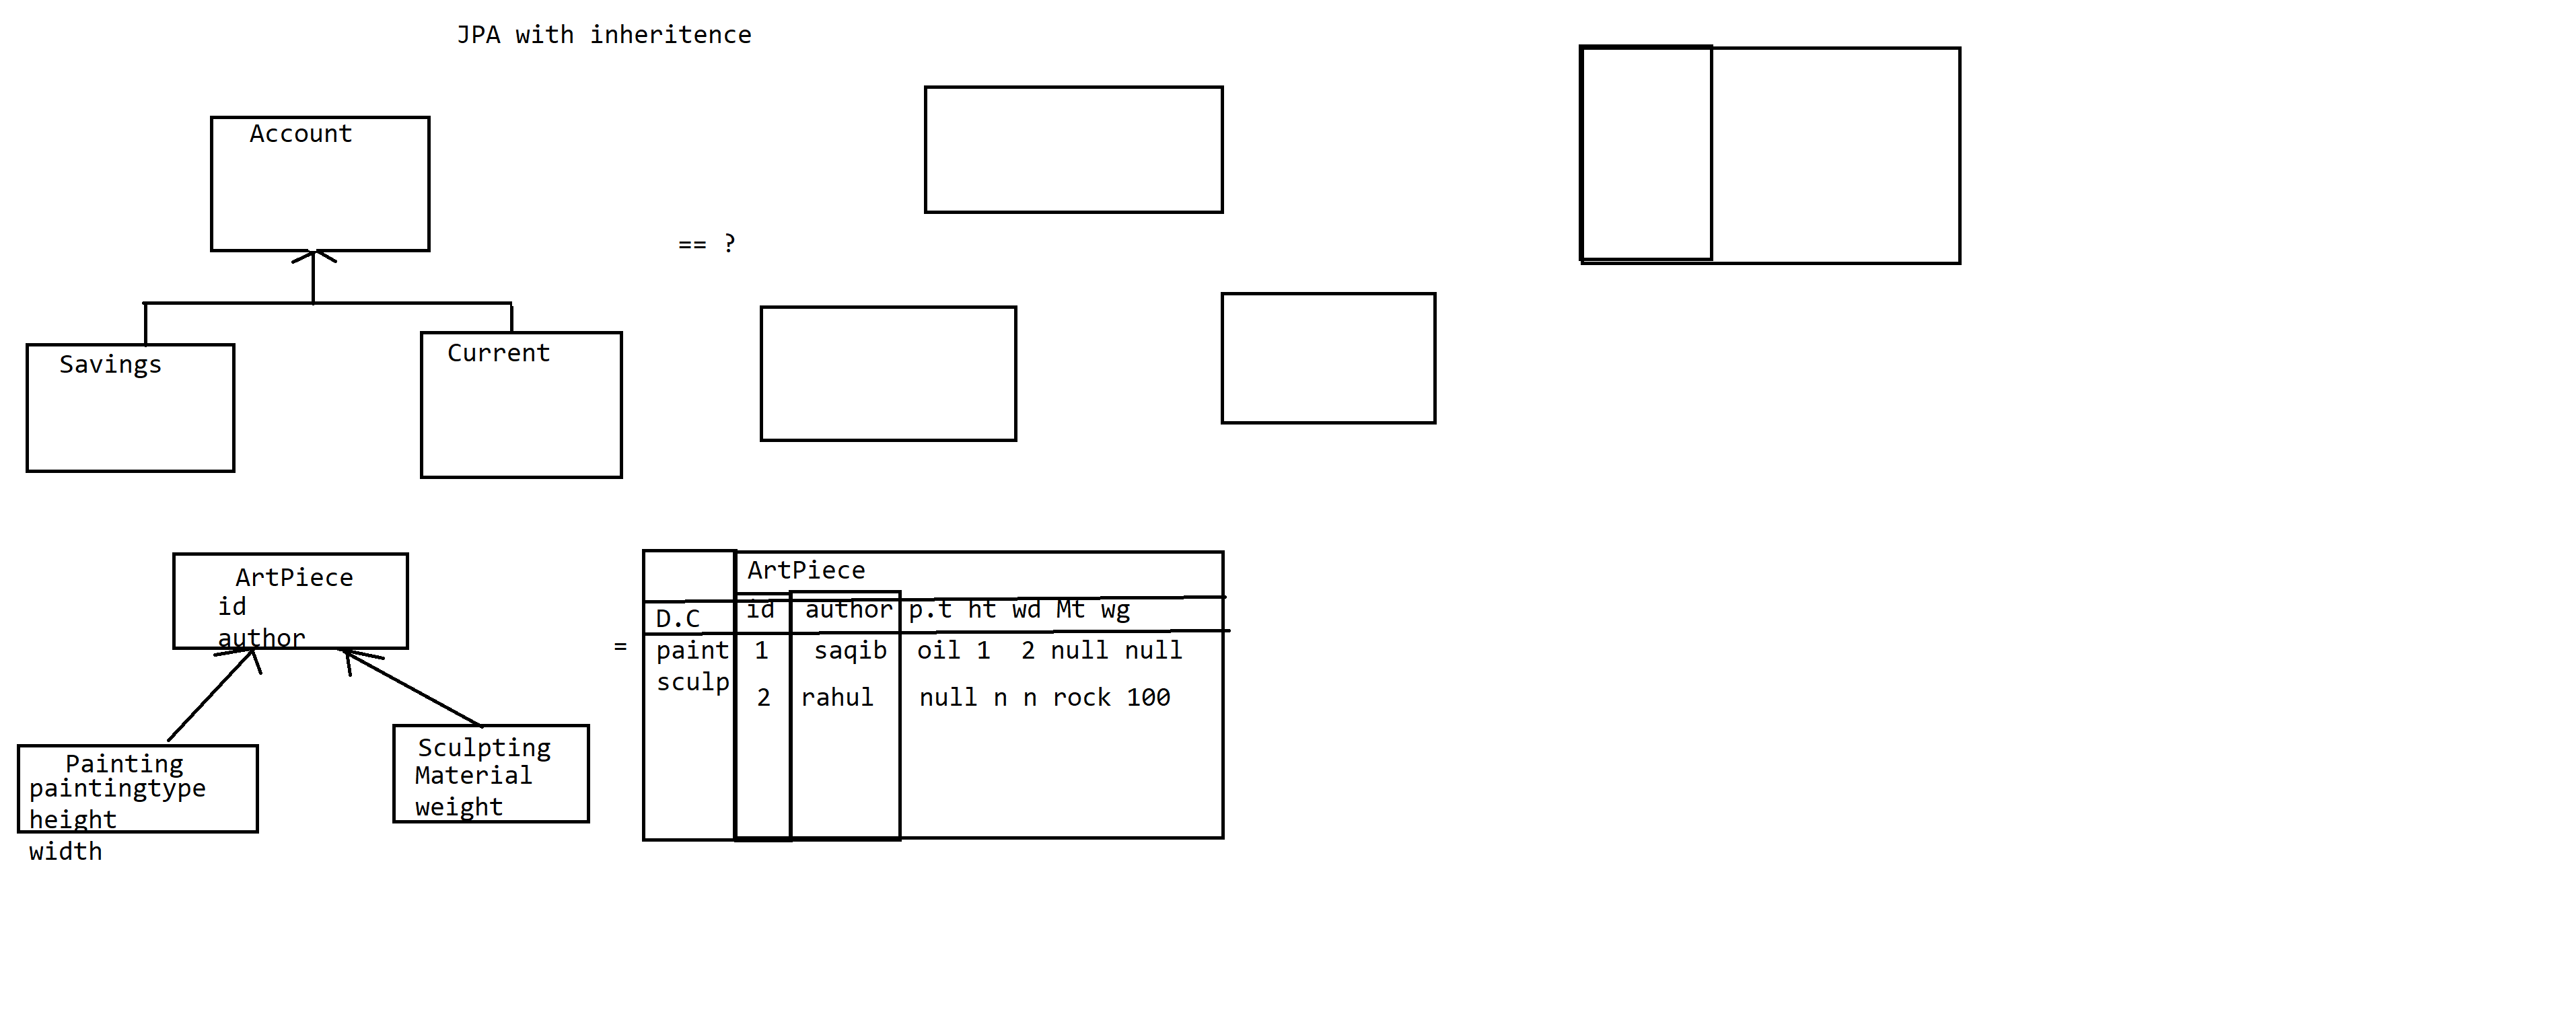 JPA with inheritence
Account
== ?
Savings
Current
ArtPiece
id
author
Painting
paintingtype
height
width
Sculpting
Material
weight
=
ArtPiece
D.C id author p.t ht wd Mt wg
paint 1 saqib oil 1 2 null null
sculp 2 rahul null n n rock 100